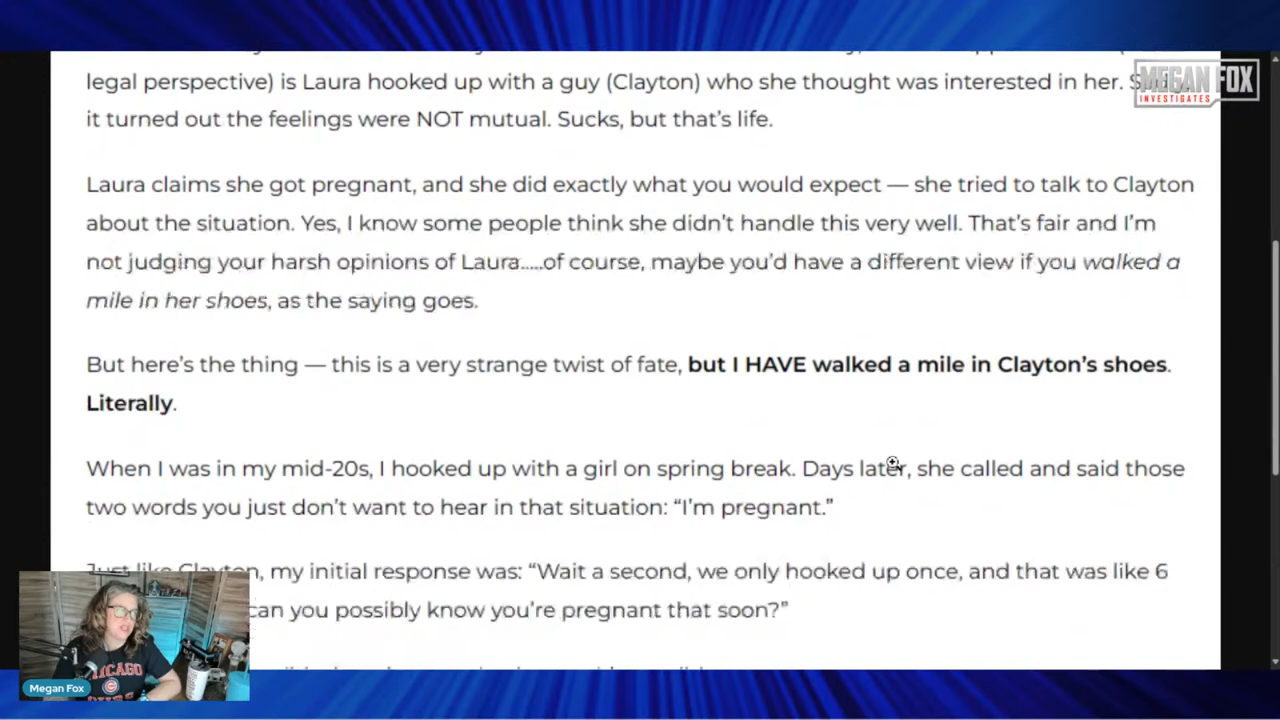 MEGAN FOX
INVESTIGATES
legal perspective) is Laura hooked up with a guy (Clayton) who she thought was interested in her.
it turned out the feelings were NOT mutual. Sucks, but that's life.
Laura claims she got pregnant, and she did exactly what you would expect — she tried to talk to Clayton
about the situation. Yes, I know some people think she didn't handle this very well. That's fair and I'm
not judging your harsh opinions of Laura.....of course, maybe you'd have a different view if you walked a
mile in her shoes, as the saying goes.
But here's the thing — this is a very strange twist of fate, but I HAVE walked a mile in Clayton's shoes.
Literally.
When I was in my mid-20s, I hooked up with a girl on spring break. Days later, she called and said those
two words you just don't want to hear in that situation: "I'm pregnant."
Just like Clayton, my initial response was: "Wait a second, we only hooked up once, and that was like 6
can you possibly know you're pregnant that soon?"
CHICAGO
Megan Fox